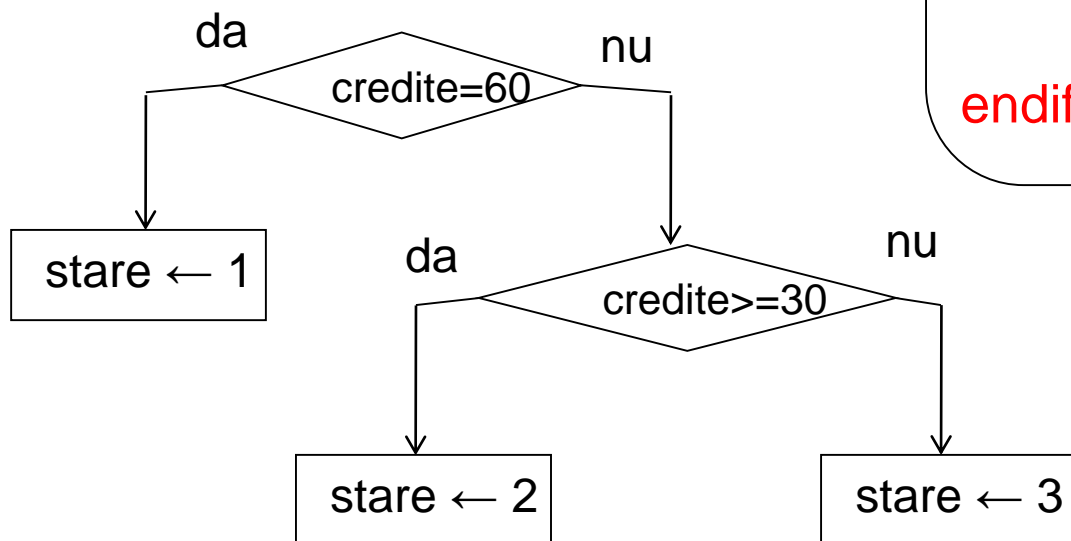 da
nu
credite=60
endif
stare ← 1
da
nu
credite>=30
stare ← 2
stare ← 3